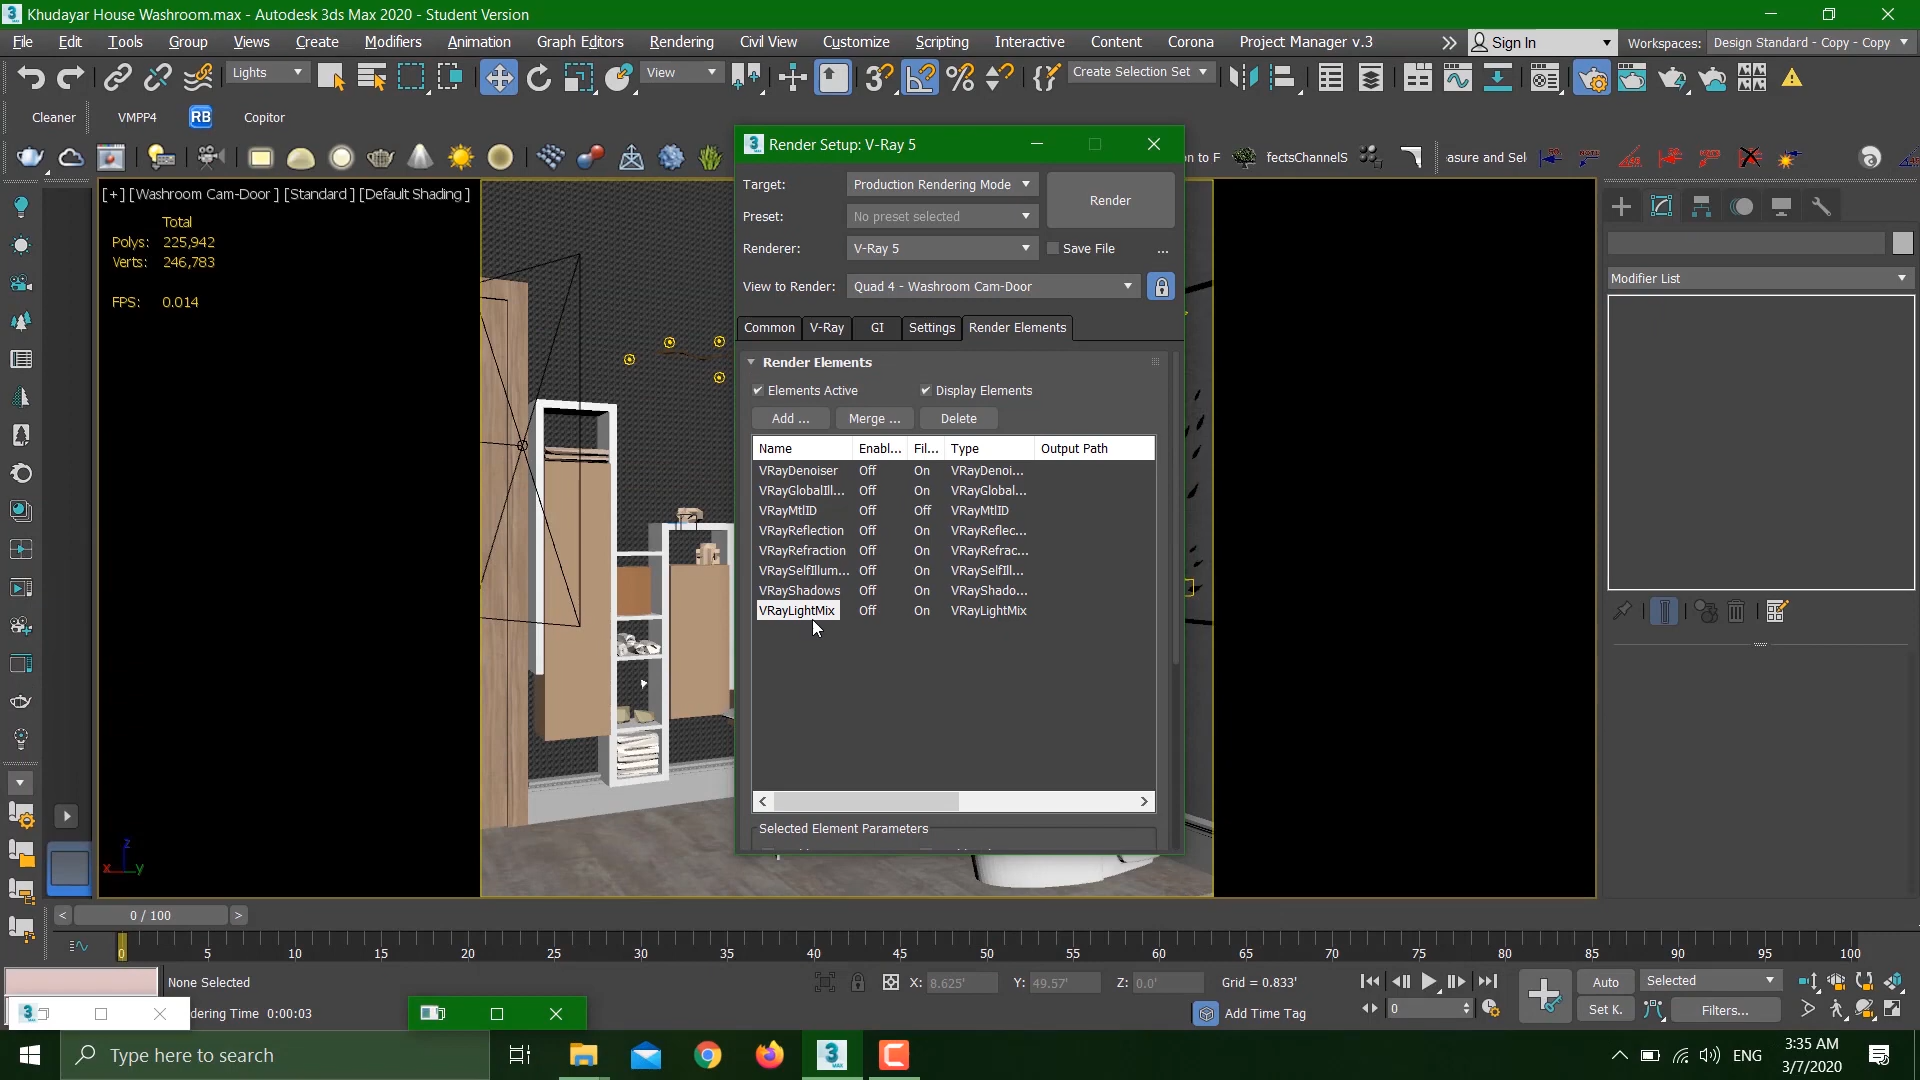 Khudayar House Washroom.max - Autodesk 3ds Max 2020 - Student Version
File Edit Tools Group Views Create Modifiers Animation Graph Editors Rendering Civil View Customize Scripting Interactive Content Corona Project Manager v.3 Sign In Workspaces: Design Standard - Copy - Copy
Lights View Create Selection Set
Cleaner VMPP4 RB Copitor
on to F fectsChannelS asure and Sel
[+] [Washroom Cam-Door ] [Standard ] [Default Shading ]
Total
Polys: 225,942
Verts: 246,783
FPS: 0.014
Render Setup: V-Ray 5
Target: Production Rendering Mode
Render
Preset: No preset selected
Renderer: V-Ray 5 Save File ...
View to Render: Quad 4 - Washroom Cam-Door
Common V-Ray GI Settings Render Elements
Render Elements
Elements Active Display Elements
Add ... Merge ... Delete
Name Enabl... Fil... Type Output Path
VRayDenoiser Off On VRayDenoi...
VRayGlobalIll... Off On VRayGlobal...
VRayMtlID Off Off VRayMtlID
VRayReflection Off On VRayReflec...
VRayRefraction Off On VRayRefrac...
VRaySelfIllum... Off On VRaySelfIll...
VRayShadows Off On VRayShado...
VRayLightMix Off On VRayLightMix
Selected Element Parameters
Modifier List
z
x y
0 / 100
0 5 10 15 20 25 30 35 40 45 50 55 60 65 70 75 80 85 90 95 100
None Selected
X: 8.625' Y: 49.57' Z: 0.0' Grid = 0.833'
Auto Selected
dering Time 0:00:03
Add Time Tag
0
Set K. Filters...
Type here to search
ENG
3:35 AM
3/7/2020